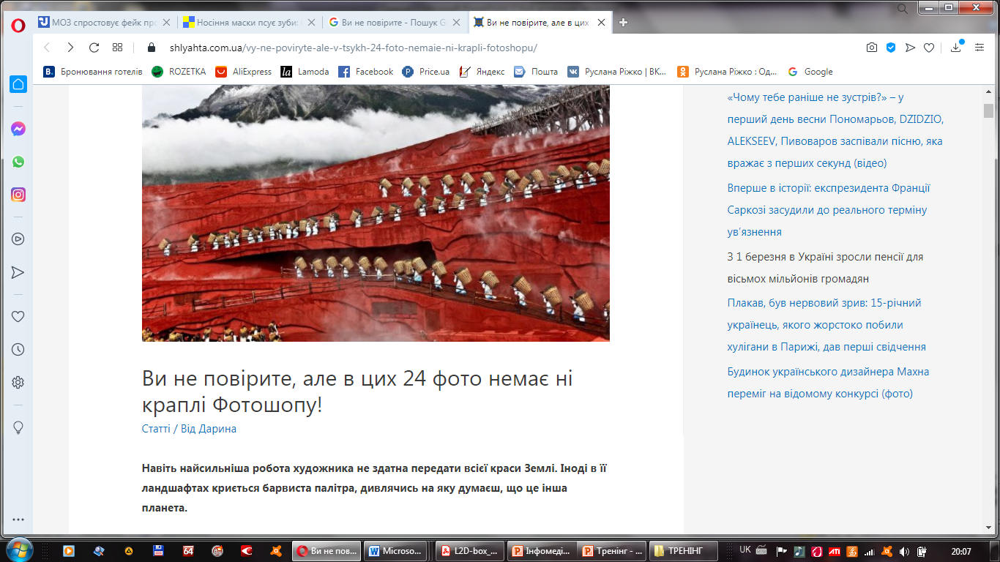 МОЗ спростовує фейк про
Носіння маски псує зуби:
Ви не повірите - Пошук G
Ви не повірите, але в цих
shlyahta.com.ua/vy-ne-poviryte-ale-v-tsykh-24-foto-nemaie-ni-krapli-fotoshopu/
B. Бронювання готелів
ROZETKA
AliExpress
la Lamoda
Facebook
P Price.ua
Яндекс
Пошта
Руслана Ріжко | ВК...
Руслана Ріжко : Од...
G Google
«Чому тебе раніше не зустрів?» – у
перший день весни Пономарьов, DZIDZIO,
ALEKSEEV, Пивоваров заспівали пісню, яка
вражає з перших секунд (відео)
Вперше в історії: експрезидента Франції
Саркозі засудили до реального терміну
ув’язнення
З 1 березня в Україні зросли пенсії для
вісьмох мільйонів громадян
Плакав, був нервовий зрив: 15-річний
українець, якого жорстоко побили
хулігани в Парижі, дав перші свідчення
Будинок українського дизайнера Махна
переміг на відомому конкурсі (фото)
Ви не повірите, але в цих 24 фото немає ні
краплі Фотошопу!
Статті / Від Дарина
Навіть найсильніша робота художника не здатна передати всієї краси Землі. Іноді в її
ландшафтах криється барвиста палітра, дивлячись на яку думаєш, що це інша
планета.
64
Ви не пов...
Microso...
L2D-box_...
Інфомеді...
Тренінг - ...
ТРЕНІНГ
UK
ATI
20:07